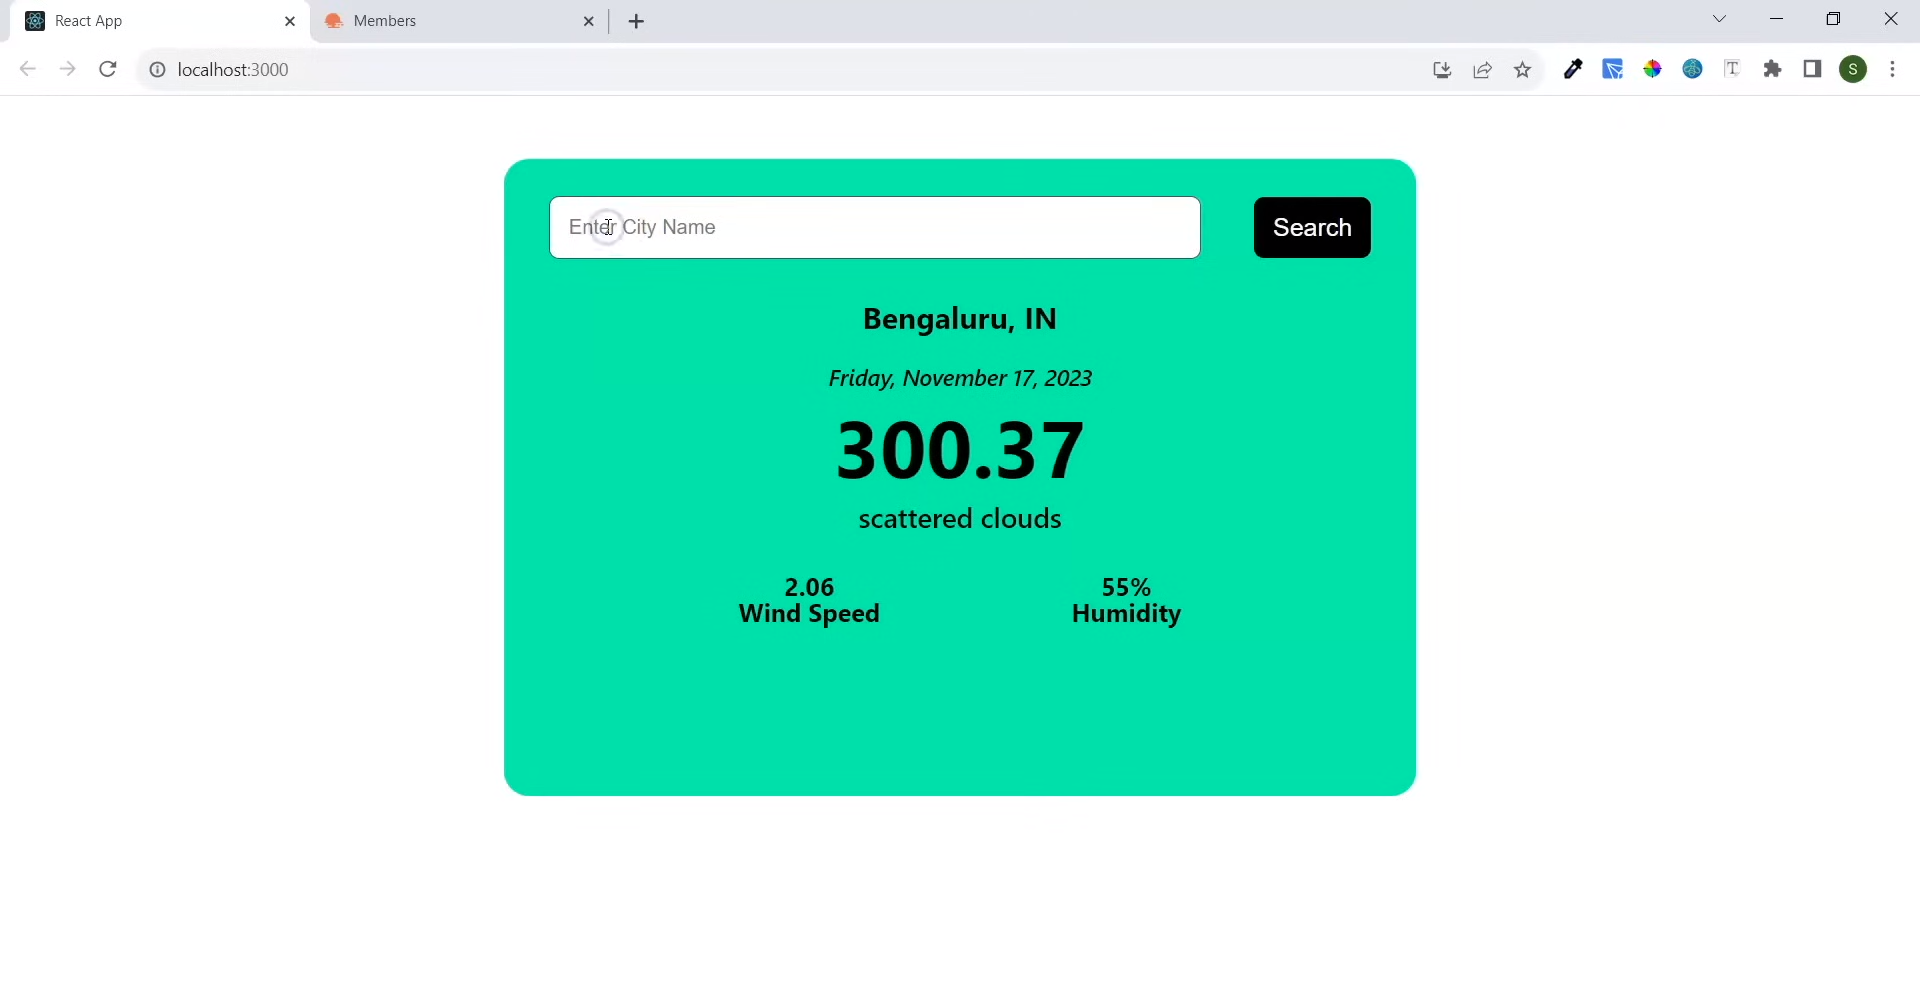 React App
Members
localhost:3000
S
Enter City Name
Search
Bengaluru, IN
Friday, November 17, 2023
300.37
scattered clouds
2.06
Wind Speed
55%
Humidity